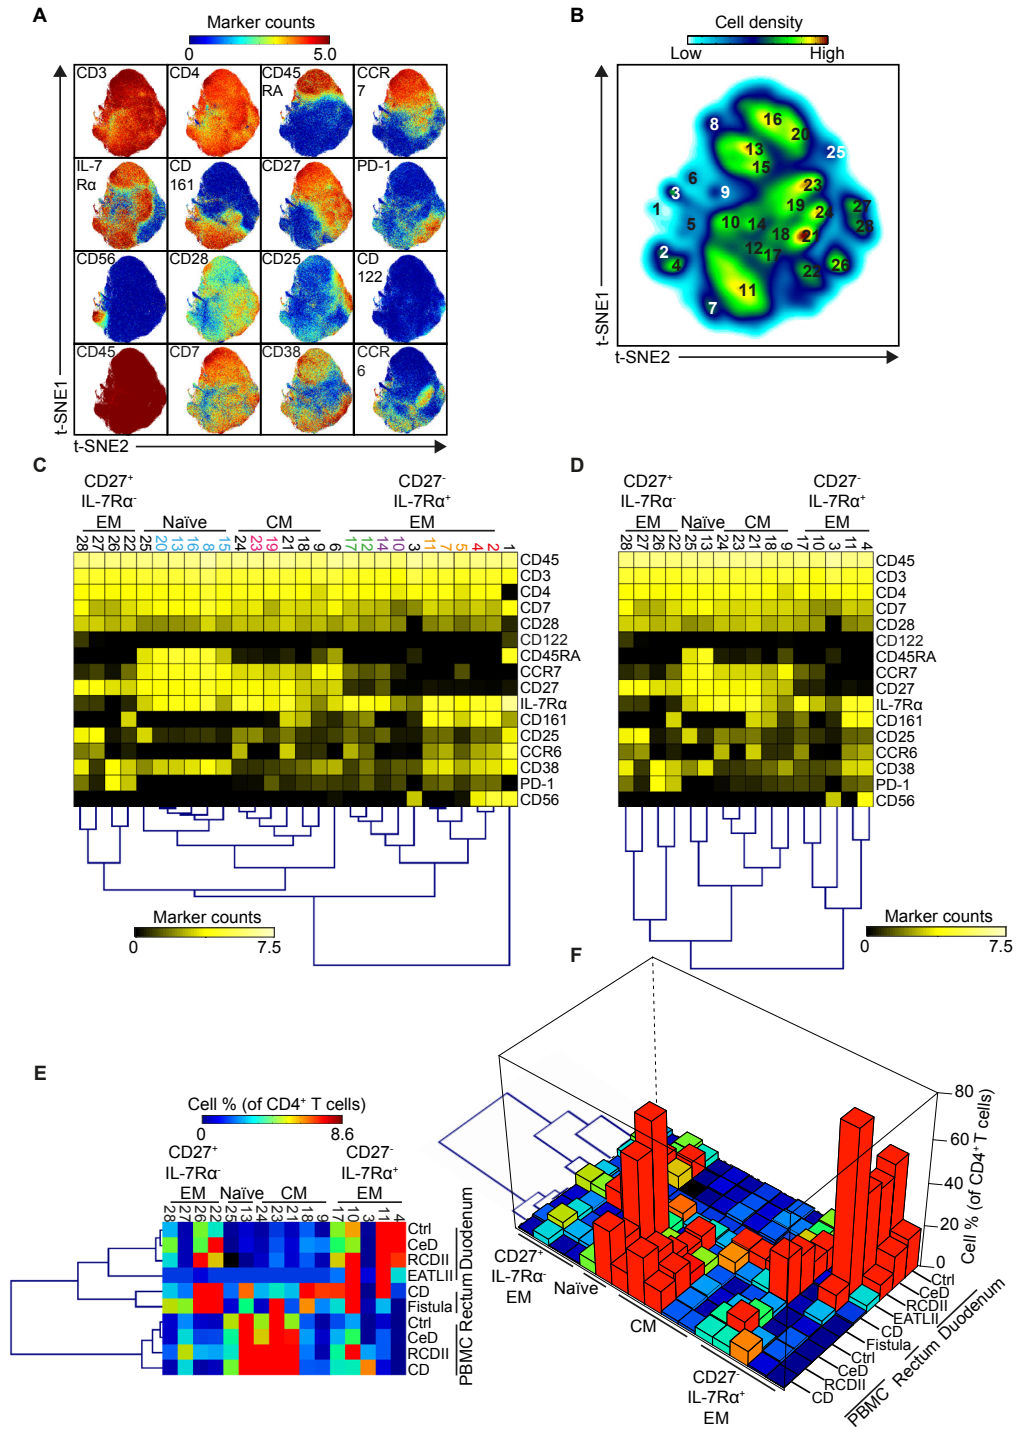 A
Marker counts
0 5.0
CD3 CD4 CD45 RA CCR 7
IL-7 Rα CD 161 CD27 PD-1
CD56 CD28 CD25 CD 122
CD45 CD7 CD38 CCR 6
t-SNE1
t-SNE2
B
Cell density
Low High
16
8 20
13 25
15
6
3 9 23
1 19 27
5 10 14 24 28
18 21
2 12 17
4 22 26
11
7
t-SNE1
t-SNE2
C
CD27+ CD27-
IL-7Rα- IL-7Rα+
EM Naïve CM EM
28 27 26 22 25 20 13 16 8 15 24 23 19 21 18 9 6 17 12 14 10 3 11 7 5 4 2 1
CD45
CD3
CD4
CD7
CD28
CD122
CD45RA
CCR7
CD27
IL-7Rα
CD161
CD25
CCR6
CD38
PD-1
CD56
Marker counts
0 7.5
D
CD27+ CD27-
IL-7Rα- IL-7Rα+
EM Naïve CM EM
28 27 26 22 25 13 24 23 21 18 9 17 10 3 11 4
CD45
CD3
CD4
CD7
CD28
CD122
CD45RA
CCR7
CD27
IL-7Rα
CD161
CD25
CCR6
CD38
PD-1
CD56
Marker counts
0 7.5
E
Cell % (of CD4+ T cells)
0 8.6
CD27+ CD27-
IL-7Rα- IL-7Rα+
EM Naïve CM EM
28 27 26 22 25 13 24 23 21 18 9 17 10 3 11 4
Ctrl
CeD
RCDII
EATLII
CD
Fistula
Ctrl
CeD
RCDII
CD
Duodenum
Rectum
PBMC
F
80
60
40
20
0
Cell % (of CD4+T cells)
CD27+
IL-7Rα-
EM
Naïve
CM
CD27-
IL-7Rα+
EM
Ctrl
CeD
RCDII
EATLII
CD
Fistula
Ctrl
CeD
RCDII
CD
Duodenum
Rectum
PBMC